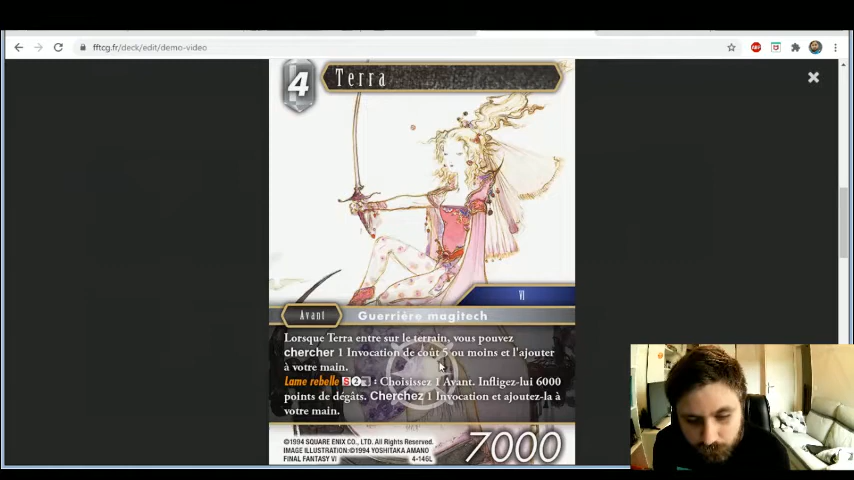 fftcg.fr/deck/edit/demo-video
4
Terra
VI
Avant
Guerrière magitech
Lorsque Terra entre sur le terrain, vous pouvez
chercher 1 Invocation de coût 5 ou moins et l'ajouter
à votre main.
Lame rebelle S 2 : Choisissez 1 Avant. Infligez-lui 6000
points de dégâts. Cherchez 1 Invocation et ajoutez-la à
votre main.
©1994 SQUARE ENIX CO., LTD. All Rights Reserved.
IMAGE ILLUSTRATION:©1994 YOSHITAKA AMANO
FINAL FANTASY VI
4-146L
7000